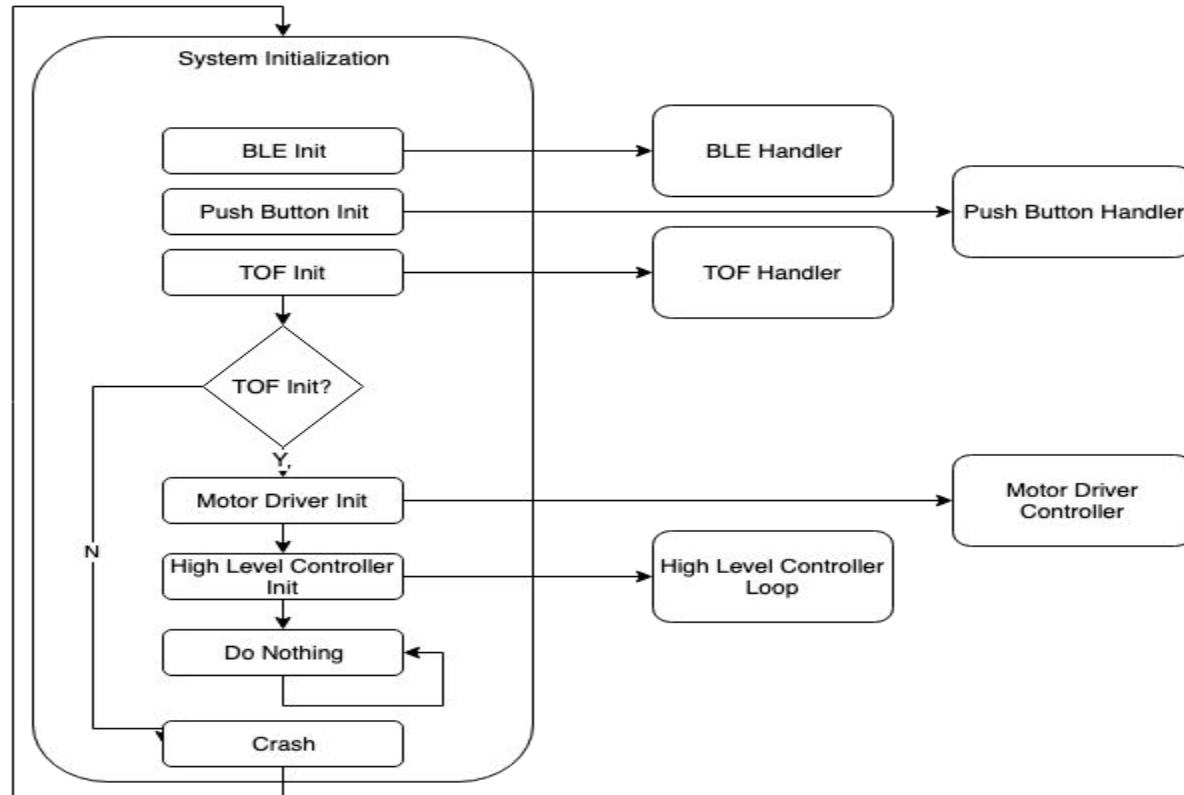 System Initialization
BLE Init
BLE Handler
Push Button Init
Push Button Handler
TOF Init
TOF Handler
TOF Init?
Y,
Motor Driver Init
Motor Driver
Controller
N
High Level Controller
Init
High Level Controller
Loop
Do Nothing
Crash